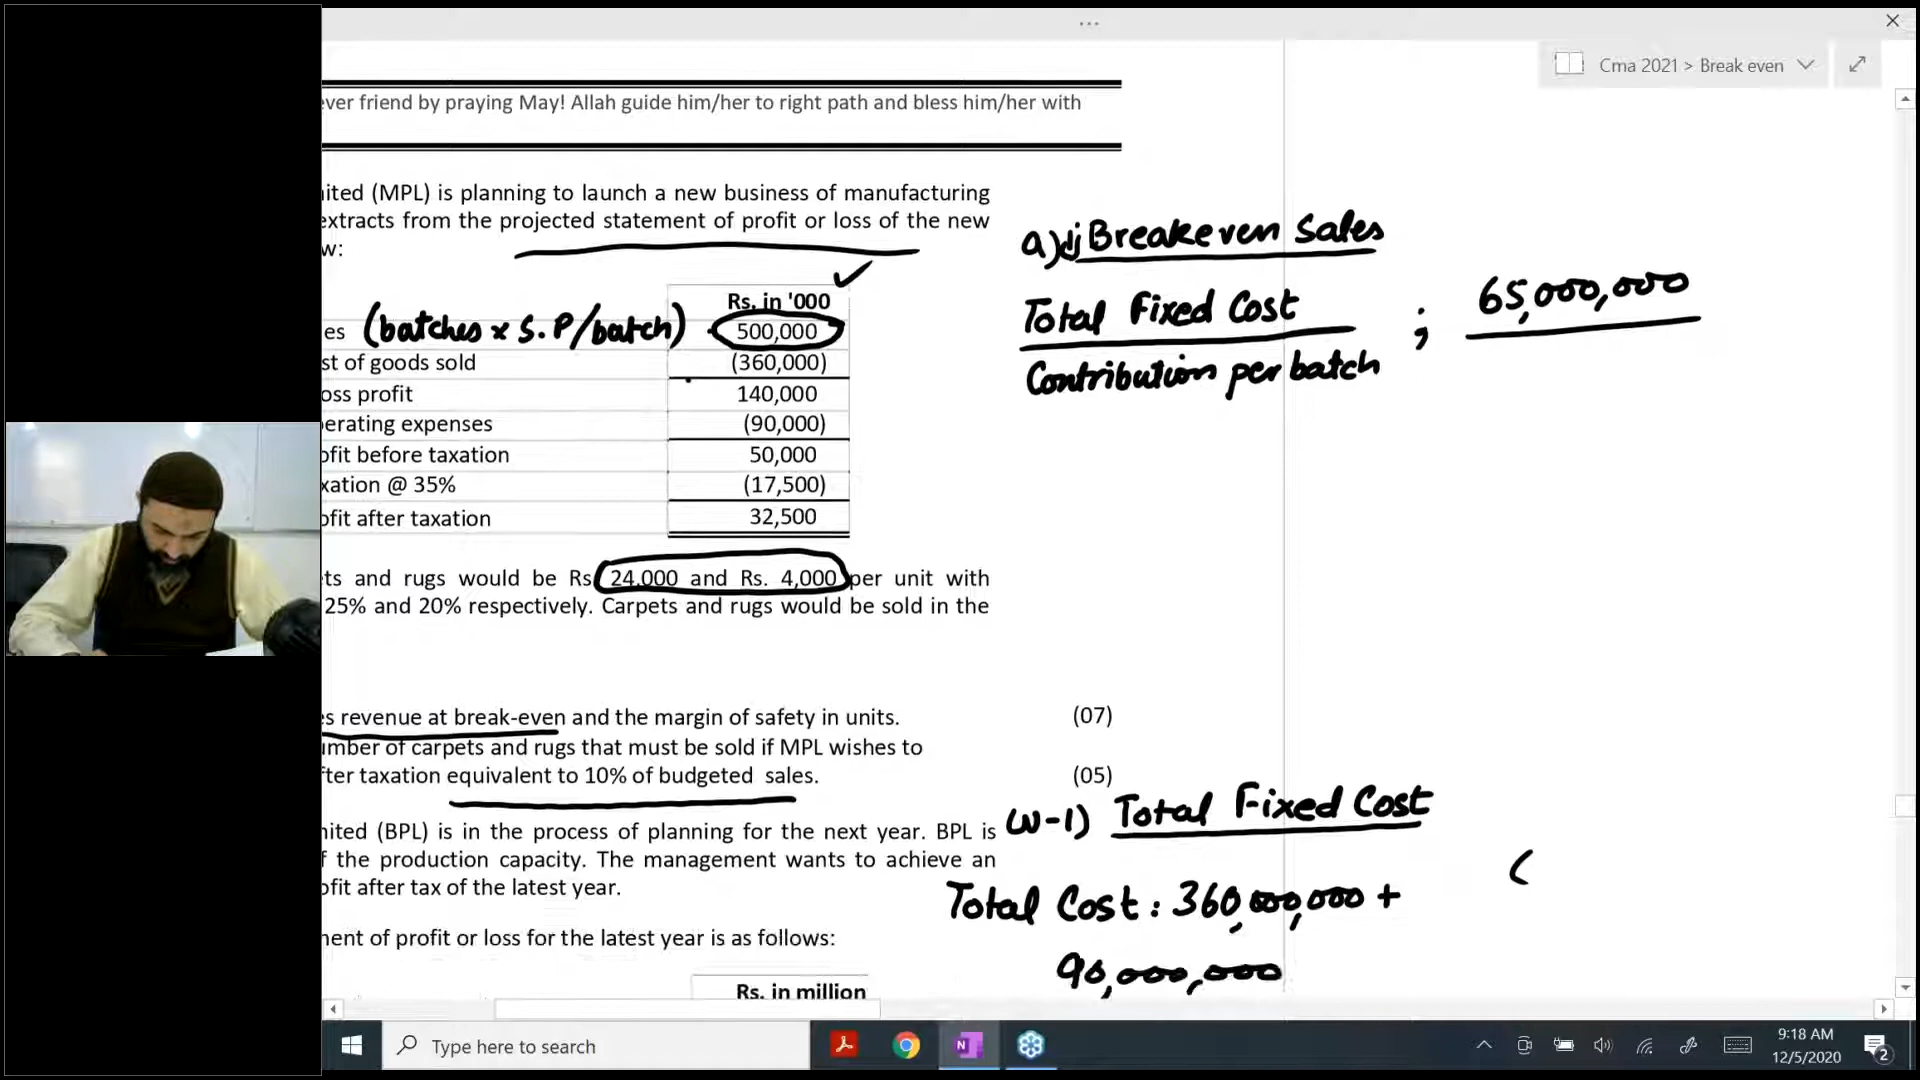 ...
Cma 2021 > Break even
ever friend by praying May! Allah guide him/her to right path and bless him/her with
ited (MPL) is planning to launch a new business of manufacturing
extracts from the projected statement of profit or loss of the new
w:
Rs. in '000
es (batches x S.P/batch) 500,000
st of goods sold (360,000)
oss profit 140,000
erating expenses (90,000)
ofit before taxation 50,000
xation @ 35% (17,500)
ofit after taxation 32,500
ets and rugs would be Rs 24,000 and Rs. 4,000 per unit with
25% and 20% respectively. Carpets and rugs would be sold in the
es revenue at break-even and the margin of safety in units. (07)
umber of carpets and rugs that must be sold if MPL wishes to
fter taxation equivalent to 10% of budgeted sales. (05)
ited (BPL) is in the process of planning for the next year. BPL is
f the production capacity. The management wants to achieve an
ofit after tax of the latest year.
ment of profit or loss for the latest year is as follows:
Rs. in million
Breakeven Sales
Total Fixed Cost ; 65,000,000
Contribution per batch
(W-1) Total Fixed Cost
Total Cost : 360,000,000 + (
90,000,000
Type here to search
9:18 AM
12/5/2020
2